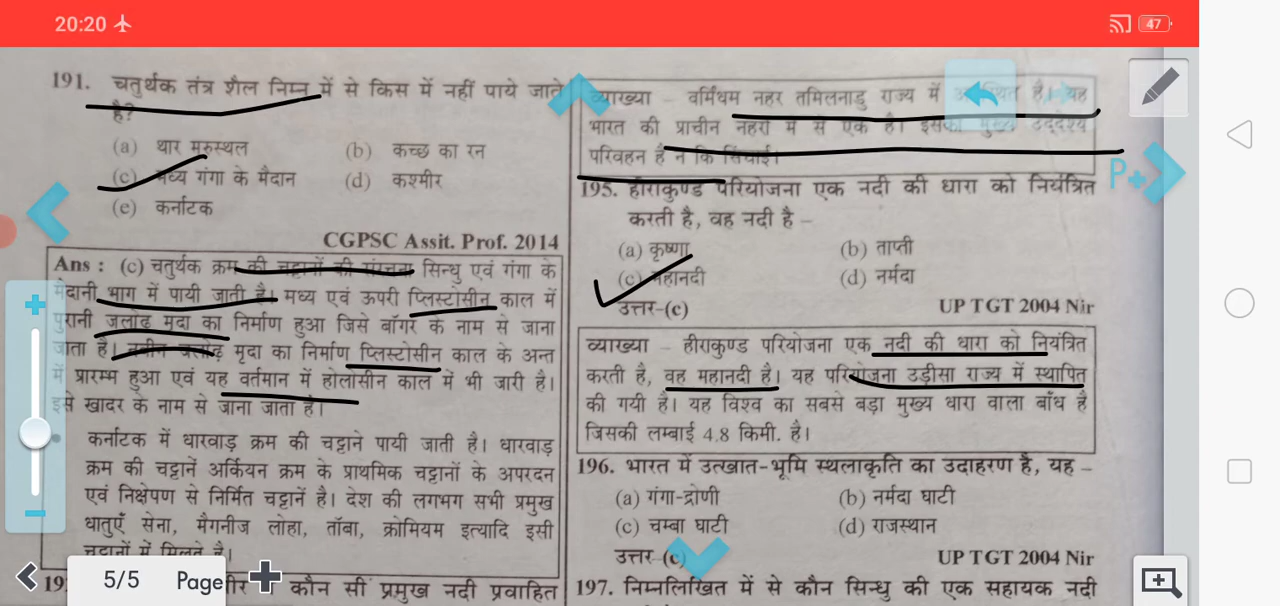 20:20
47
191. चतुर्थक तंत्र शैल निम्न में से किस में नहीं पाये जाते
है?
(a) थार मरुस्थल (b) कच्छ का रन
(c) मध्य गंगा के मैदान (d) कश्मीर
(e) कर्नाटक
CGPSC Assit. Prof. 2014
Ans : (c) चतुर्थक क्रम की चट्टानों की संरचना सिन्धु एवं गंगा के
मैदानी भाग में पायी जाती है। मध्य एवं ऊपरी प्लिस्टोसीन काल में
पुरानी जलोढ़ मृदा का निर्माण हुआ जिसे बॉगर के नाम से जाना
जाता है। नवीन जलोढ़ मृदा का निर्माण प्लिस्टोसीन काल के अन्त
में प्रारम्भ हुआ एवं यह वर्तमान में होलोसीन काल में भी जारी है।
इसे खादर के नाम से जाना जाता है।
कर्नाटक में धारवाड़ क्रम की चट्टाने पायी जाती है। धारवाड़
क्रम की चट्टानें अर्कियन क्रम के प्राथमिक चट्टानों के अपरदन
एवं निक्षेपण से निर्मित चट्टानें है। देश की लगभग सभी प्रमुख
धातुएँ सेना, मैगनीज लोहा, ताँबा, क्रोमियम इत्यादि इसी
चट्टानों में मिलते है।
कौन सी प्रमुख नदी प्रवाहित
5/5 Page
व्याख्या – वर्मिंघम नहर तमिलनाडु राज्य में है। यह
भारत की प्राचीन नहरों में से एक है। इसका मुख्य उद्देश्य
परिवहन है न कि सिंचाई।
195. हीराकुण्ड परियोजना एक नदी की धारा को नियंत्रित
करती है, वह नदी है –
(a) कृष्णा (b) ताप्ती
(c) महानदी (d) नर्मदा
उत्तर–(c) UP TGT 2004 Nir
व्याख्या – हीराकुण्ड परियोजना एक नदी की धारा को नियंत्रित
करती है, वह महानदी है। यह परियोजना उड़ीसा राज्य में स्थापित
की गयी है। यह विश्व का सबसे बड़ा मुख्य धारा वाला बाँध है
जिसकी लम्बाई 4.8 किमी. है।
196. भारत में उत्खात-भूमि स्थलाकृति का उदाहरण है, यह –
(a) गंगा-द्रोणी (b) नर्मदा घाटी
(c) चम्बा घाटी (d) राजस्थान
उत्तर–(c) UP TGT 2004 Nir
197. निम्नलिखित में से कौन सिन्धु की एक सहायक नदी
P+